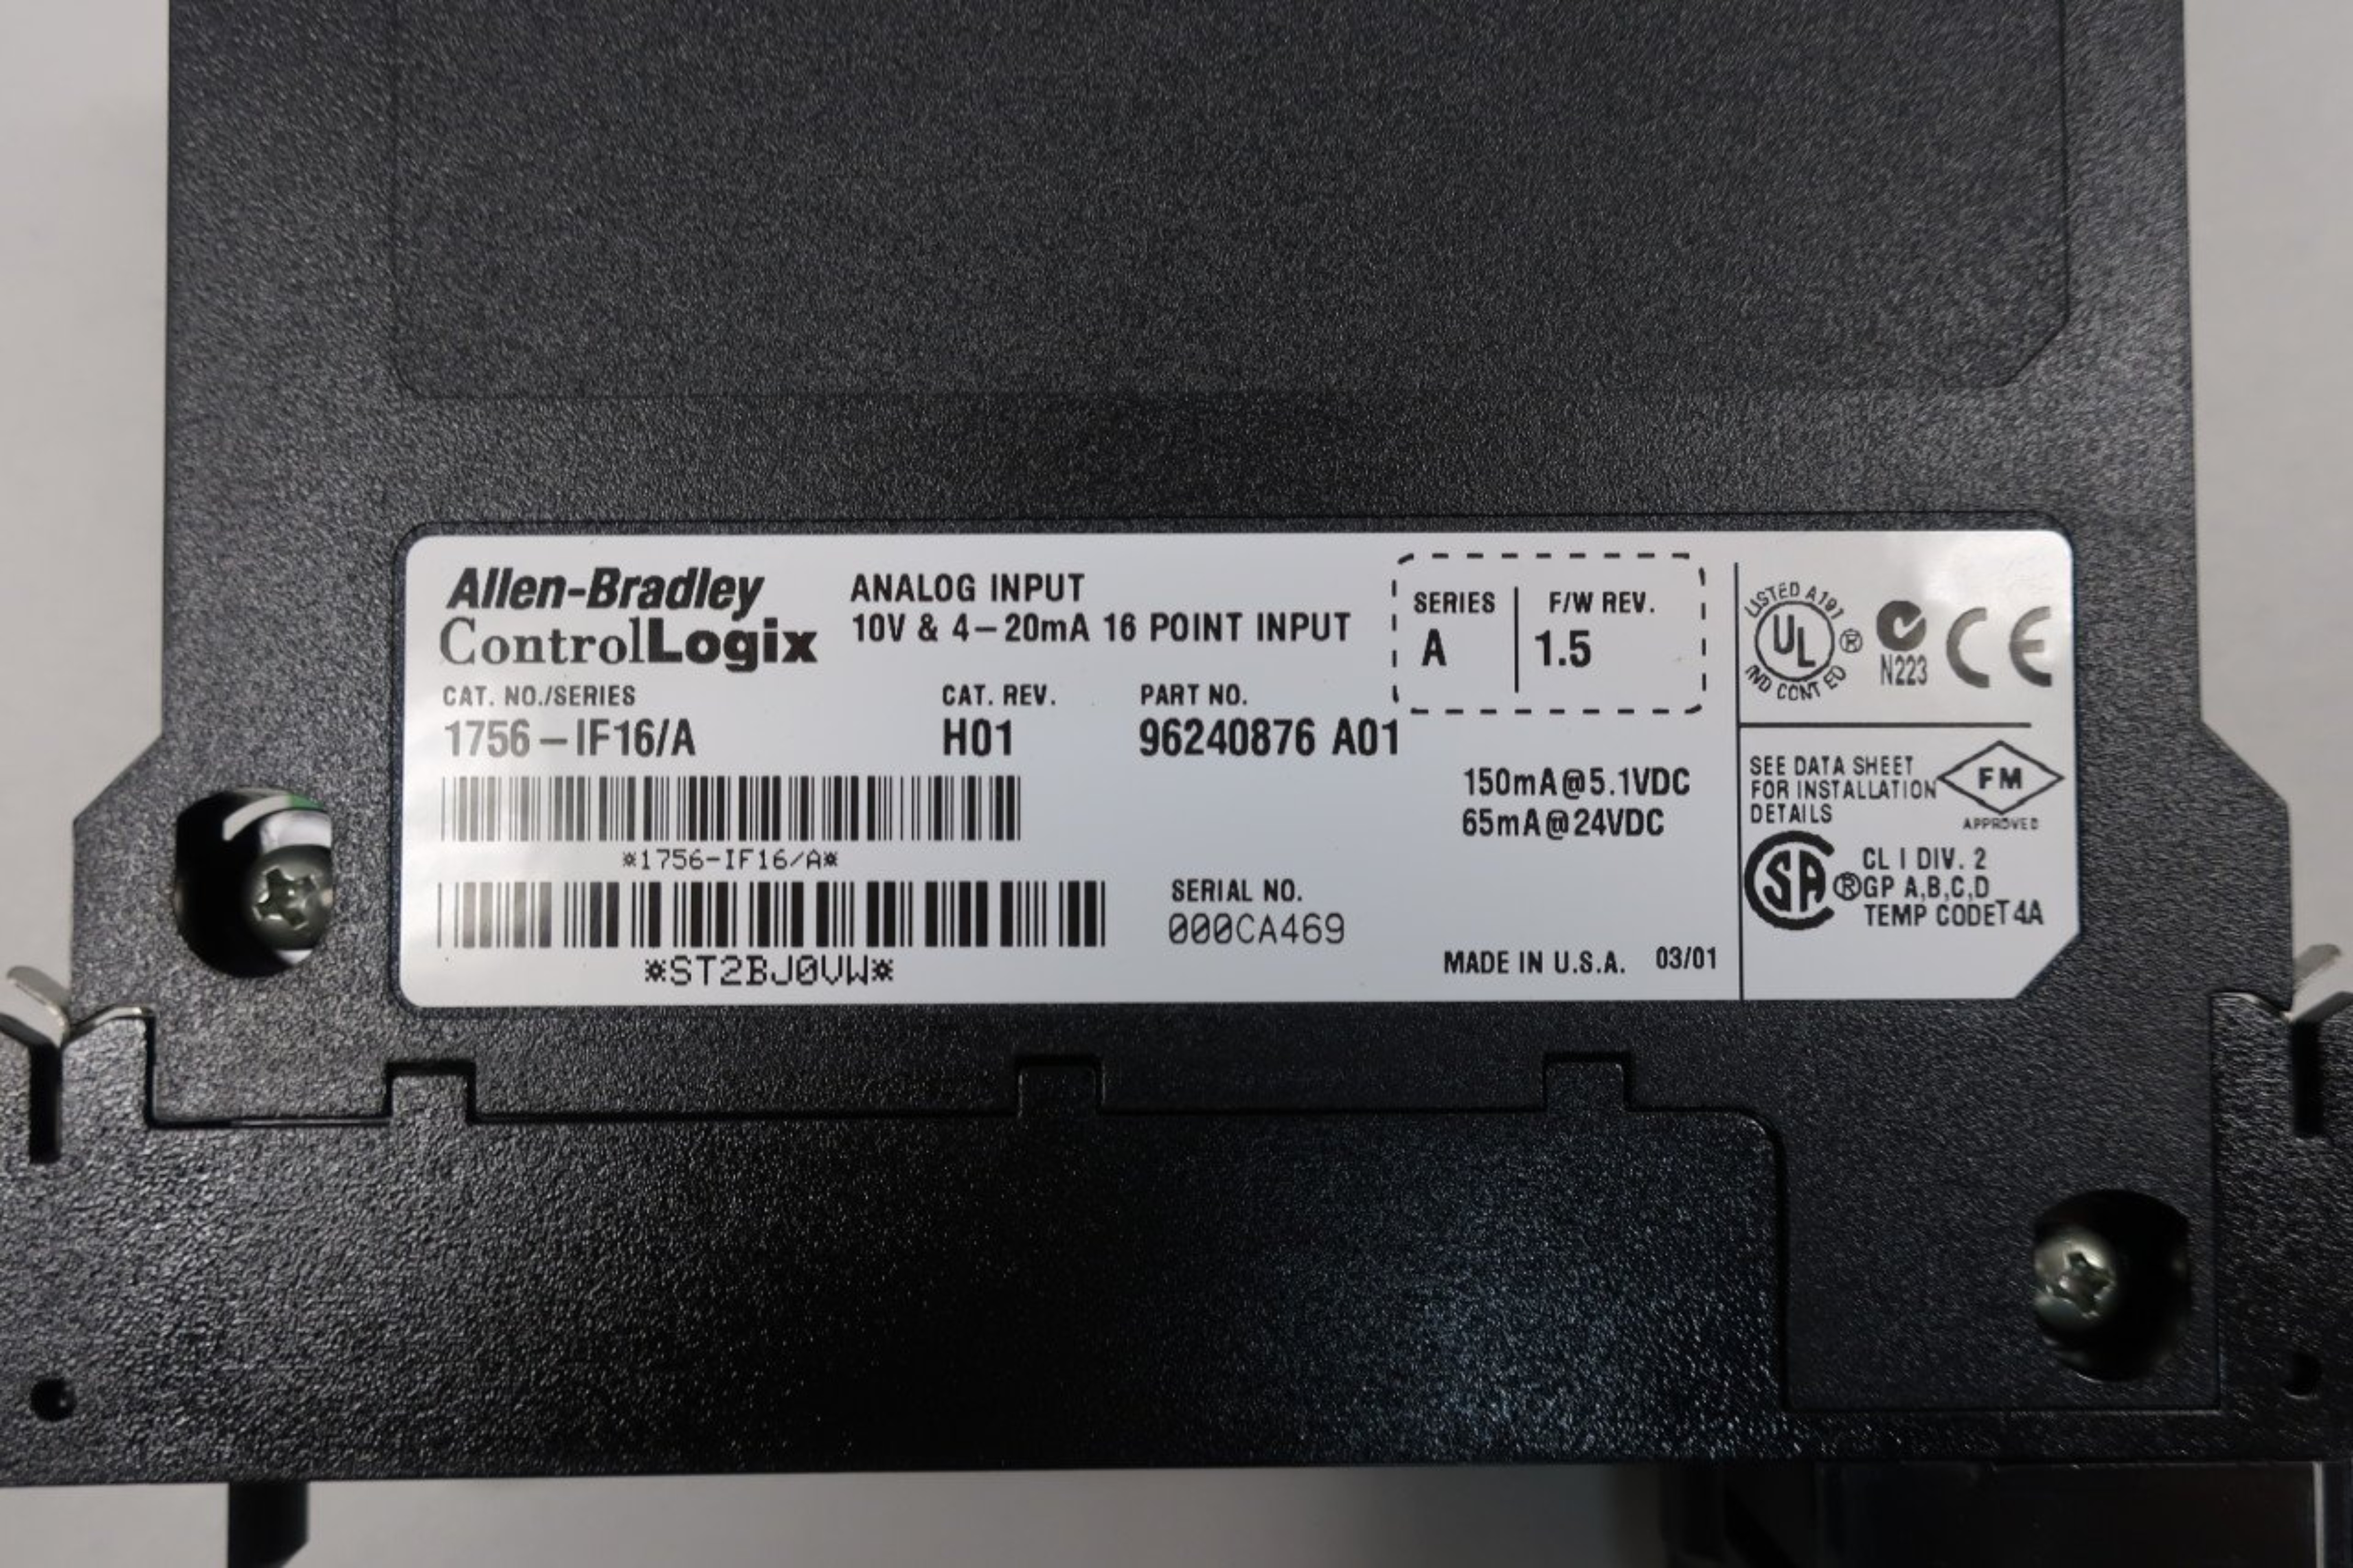 Allen-Bradley
ControlLogix
ANALOG INPUT
10V & 4-20mA 16 POINT INPUT
SERIES F/W REV.
A 1.5
CAT. NO./SERIES CAT. REV. PART NO.
1756-IF16/A H01 96240876 A01
*1756-IF16/A*
150mA@5.1VDC
65mA@24VDC
*ST2BJ0VW*
SERIAL NO.
000CA469
MADE IN U.S.A. 03/01
LISTED A191
UL ®
IND CONT EQ
N223
CE
SEE DATA SHEET
FOR INSTALLATION
DETAILS
FM
APPROVED
SA ®
CL I DIV. 2
GP A,B,C,D
TEMP CODE T4A